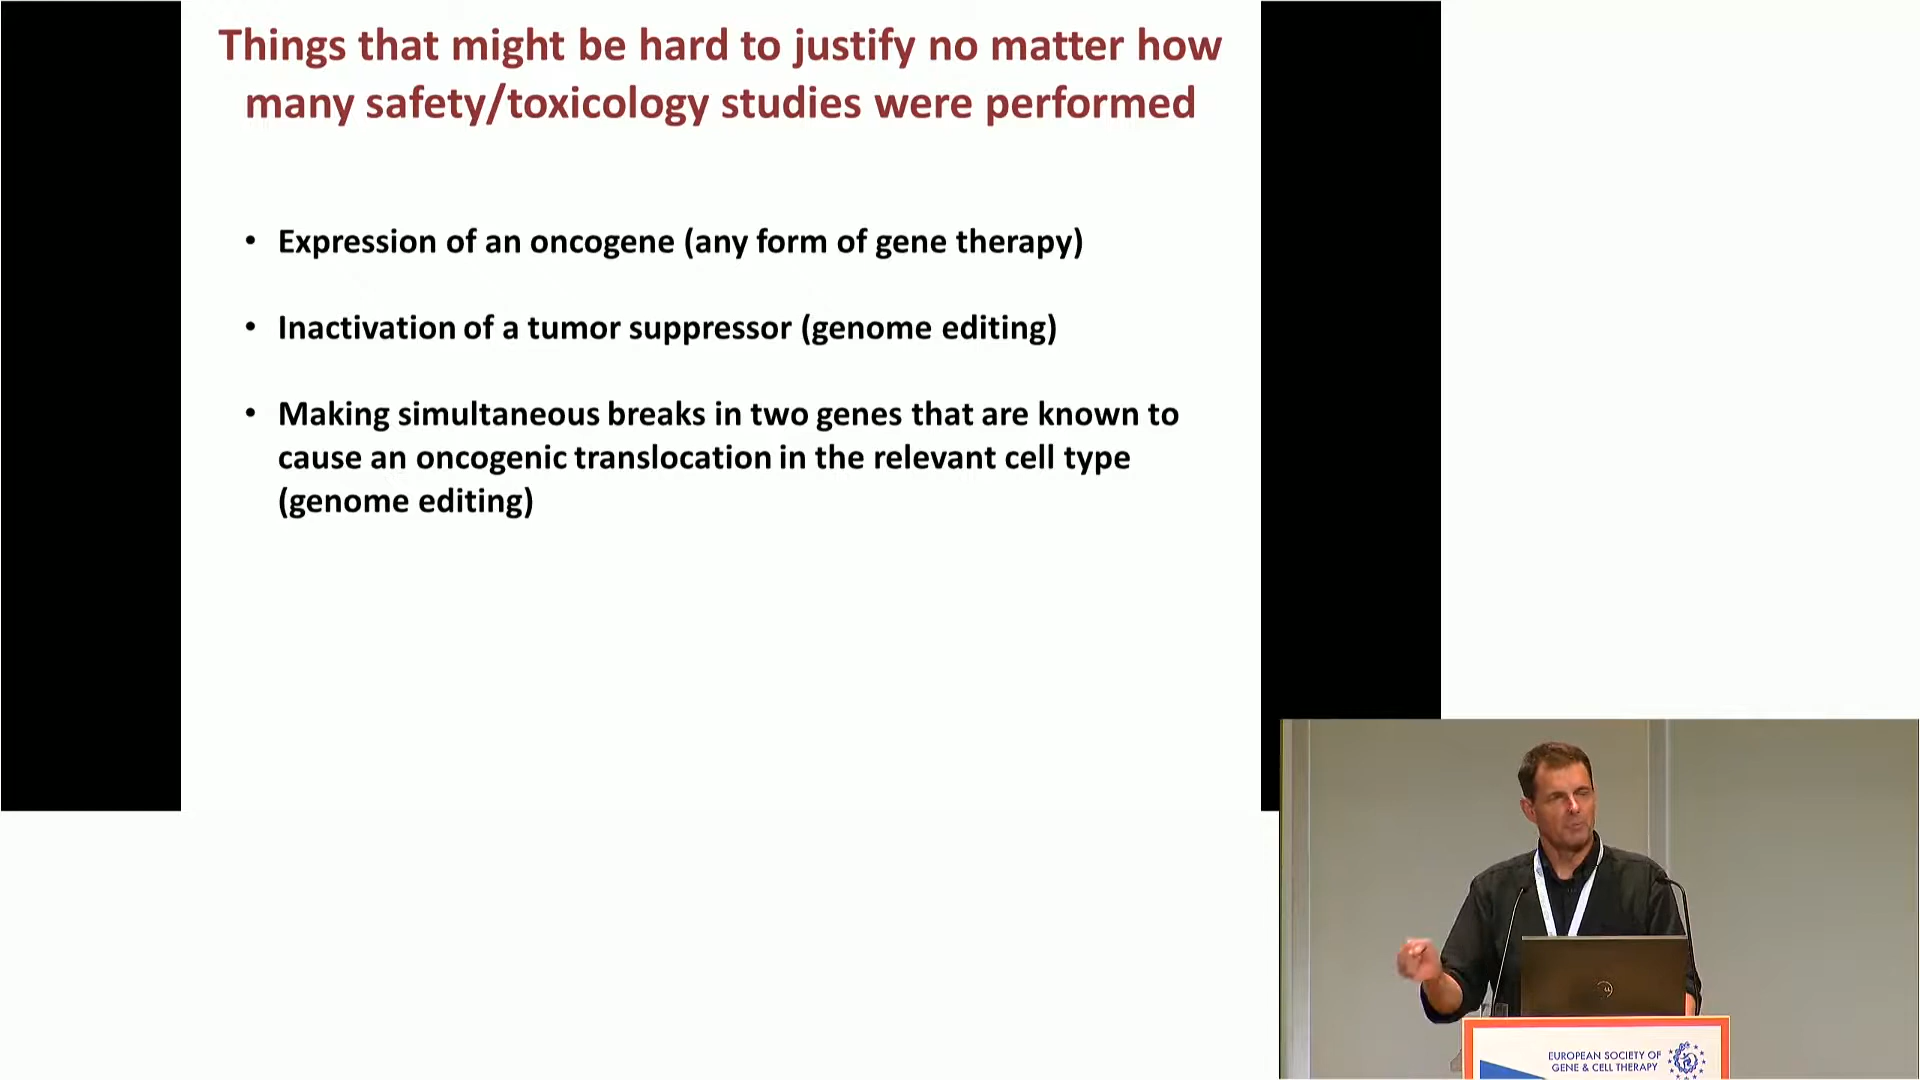 Things that might be hard to justify no matter how
many safety/toxicology studies were performed
• Expression of an oncogene (any form of gene therapy)
• Inactivation of a tumor suppressor (genome editing)
• Making simultaneous breaks in two genes that are known to
cause an oncogenic translocation in the relevant cell type
(genome editing)
EUROPEAN SOCIETY OF
GENE & CELL THERAPY